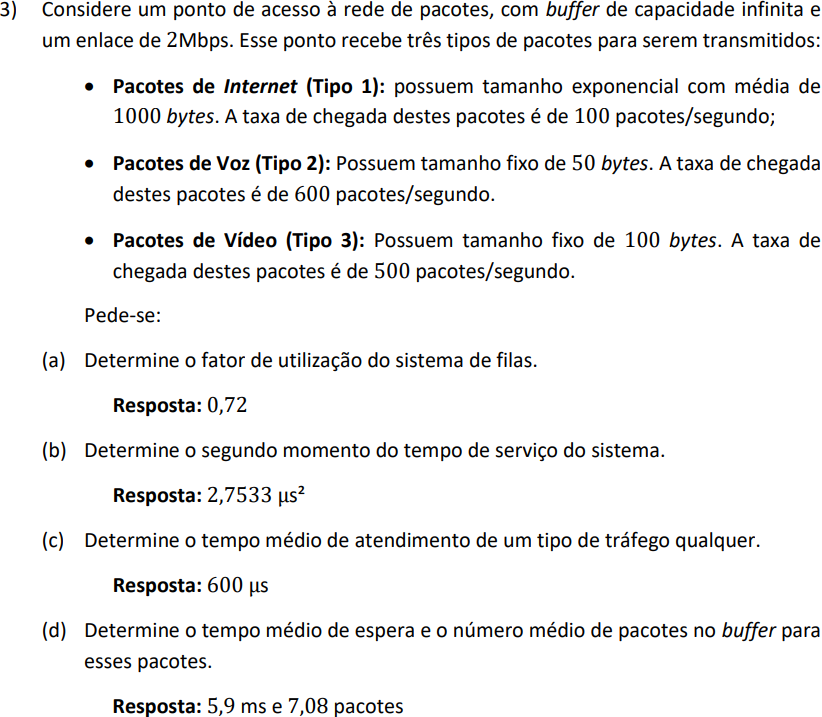 3) Considere um ponto de acesso à rede de pacotes, com buffer de capacidade infinita e
um enlace de 2Mbps. Esse ponto recebe três tipos de pacotes para serem transmitidos:
• Pacotes de Internet (Tipo 1): possuem tamanho exponencial com média de
1000 bytes. A taxa de chegada destes pacotes é de 100 pacotes/segundo;
• Pacotes de Voz (Tipo 2): Possuem tamanho fixo de 50 bytes. A taxa de chegada
destes pacotes é de 600 pacotes/segundo.
• Pacotes de Vídeo (Tipo 3): Possuem tamanho fixo de 100 bytes. A taxa de
chegada destes pacotes é de 500 pacotes/segundo.
Pede-se:
(a) Determine o fator de utilização do sistema de filas.
Resposta: 0,72
(b) Determine o segundo momento do tempo de serviço do sistema.
Resposta: 2,7533 μs²
(c) Determine o tempo médio de atendimento de um tipo de tráfego qualquer.
Resposta: 600 μs
(d) Determine o tempo médio de espera e o número médio de pacotes no buffer para
esses pacotes.
Resposta: 5,9 ms e 7,08 pacotes